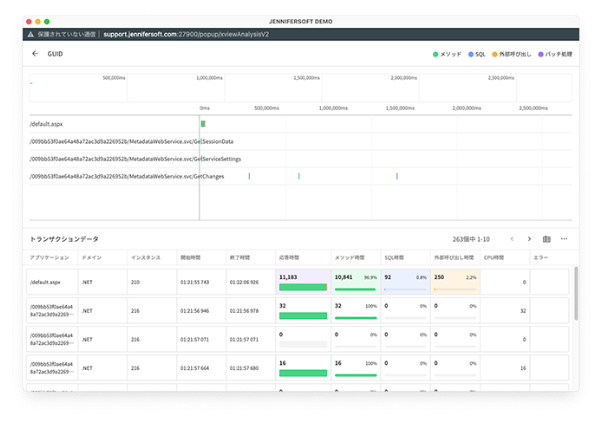 JENNIFERSOFT DEMO
保護されていない通信 | support.jennifersoft.com:27900/popup/xviewAnalysisV2
← GUID
メソッド SQL 外部呼び出し バッチ処理
500,000ms 1,000,000ms 1,500,000ms 2,000,000ms 2,500,000ms
0ms 500,000ms 1,000,000ms 1,500,000ms 2,000,000ms 2,500,000ms
/default.aspx
/009bb53f0ae64a48a72ac3d9a226952b/MetadataWebService.svc/GetSessionData
/009bb53f0ae64a48a72ac3d9a226952b/MetadataWebService.svc/GetServiceSettings
/009bb53f0ae64a48a72ac3d9a226952b/MetadataWebService.svc/GetChanges
トランザクションデータ 263個中 1-10
アプリケーション ドメイン インスタンス 開始時間 終了時間 応答時間 メソッド時間 SQL時間 外部呼び出し時間 CPU時間 エラー
/default.aspx .NET 210 01:21:55 743 01:22:06 926 11,183 10,841 96.9% 92 0.8% 250 2.2% 0
/009bb53f0ae64a4
8a72ac3d9a2269⋯ .NET 216 01:21:56 946 01:21:56 978 32 32 100% 0 0% 0 0% 32
/009bb53f0ae64a4
8a72ac3d9a2269⋯ .NET 216 01:21:57 071 01:21:57 071 0 0 0% 0 0% 0 0% 0
/009bb53f0ae64a4
8a72ac3d9a2269⋯ .NET 216 01:21:57 664 01:21:57 680 16 16 100% 0 0% 0 0% 16